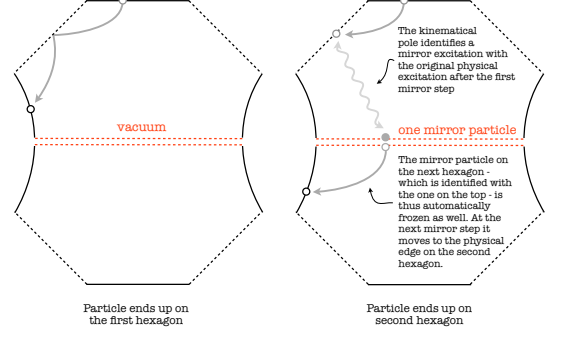 The kinematical
pole identifies a
mirror excitation with
the original physical
excitation after the first
mirror step
vacuum
one mirror particle
The mirror particle on
the next hexagon -
which is identified with
the one on the top - is
thus automatically
frozen as well. At the
next mirror step it
moves to the physical
edge on the second
hexagon.
Particle ends up on
the first hexagon
Particle ends up on
second hexagon